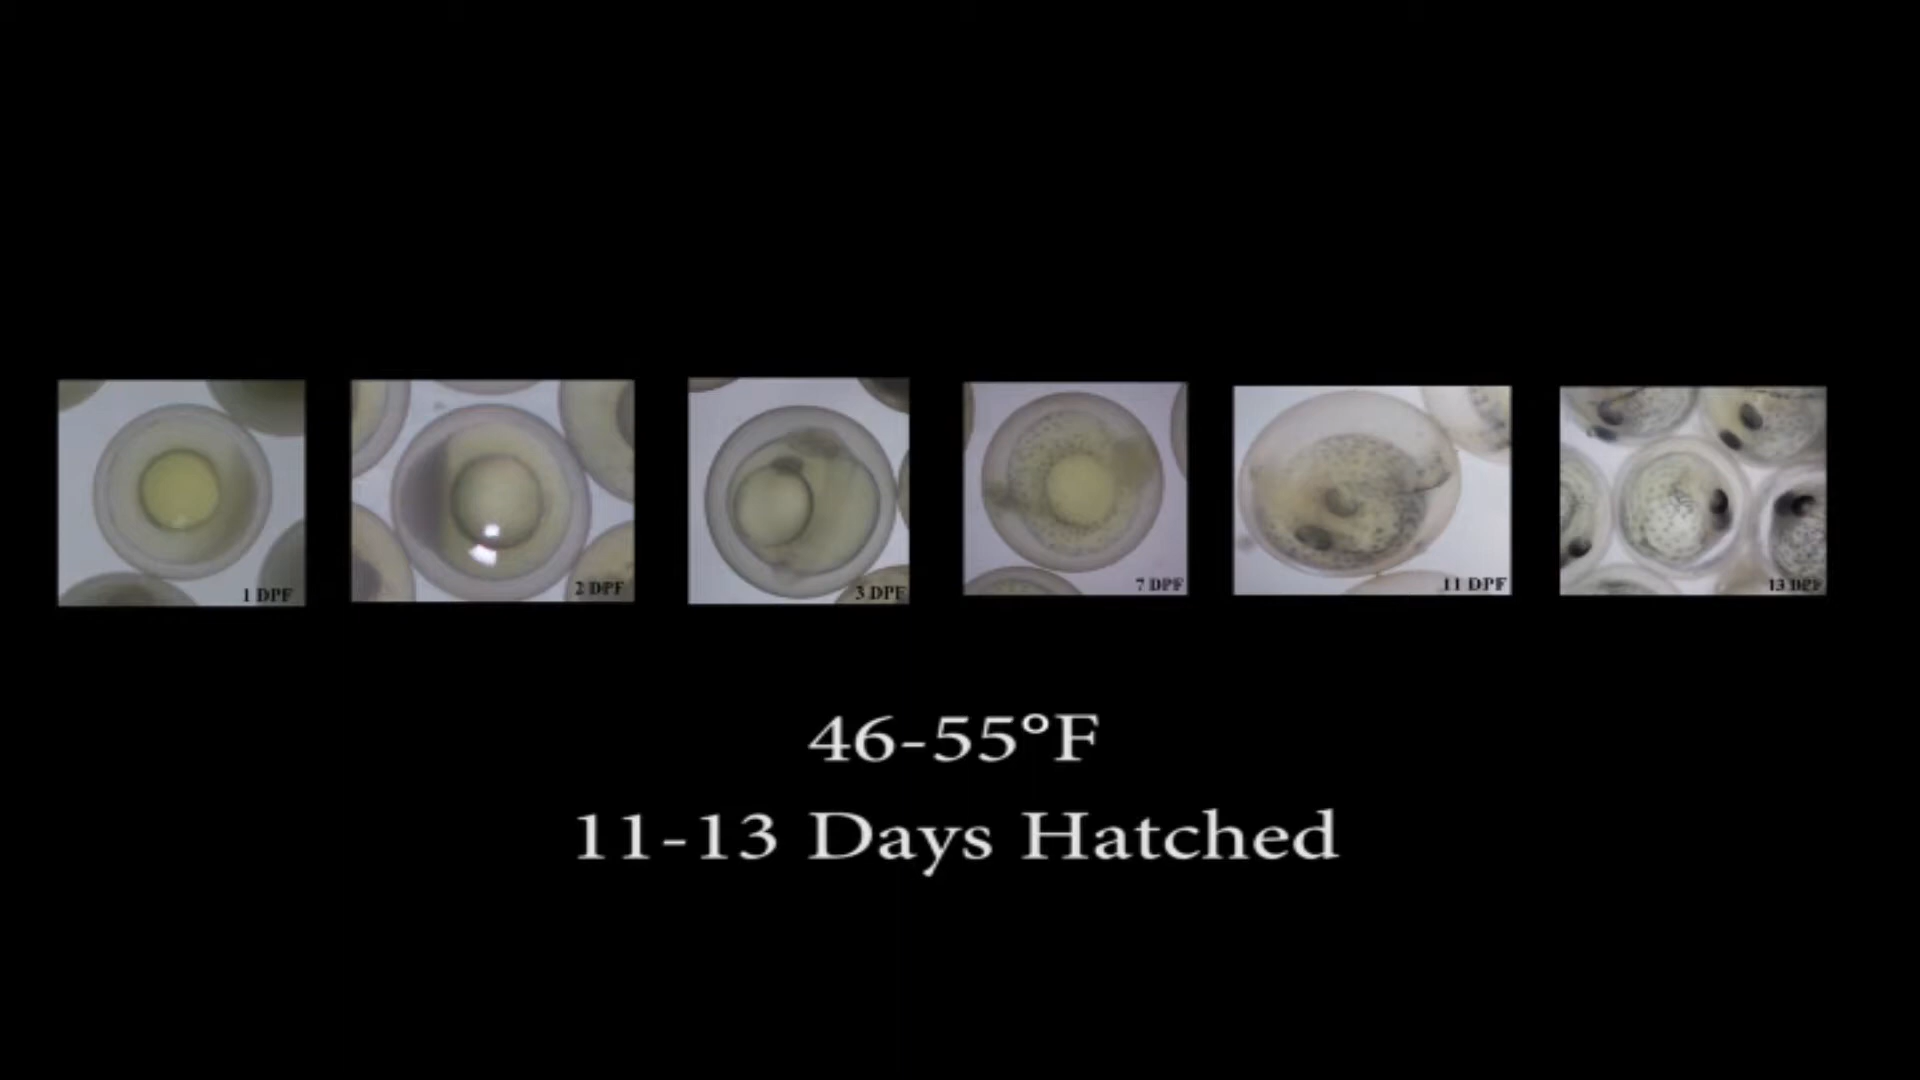 1 DPF
2 DPF
3 DPF
7 DPF
11 DPF
13 DPF
46-55°F
11-13 Days Hatched